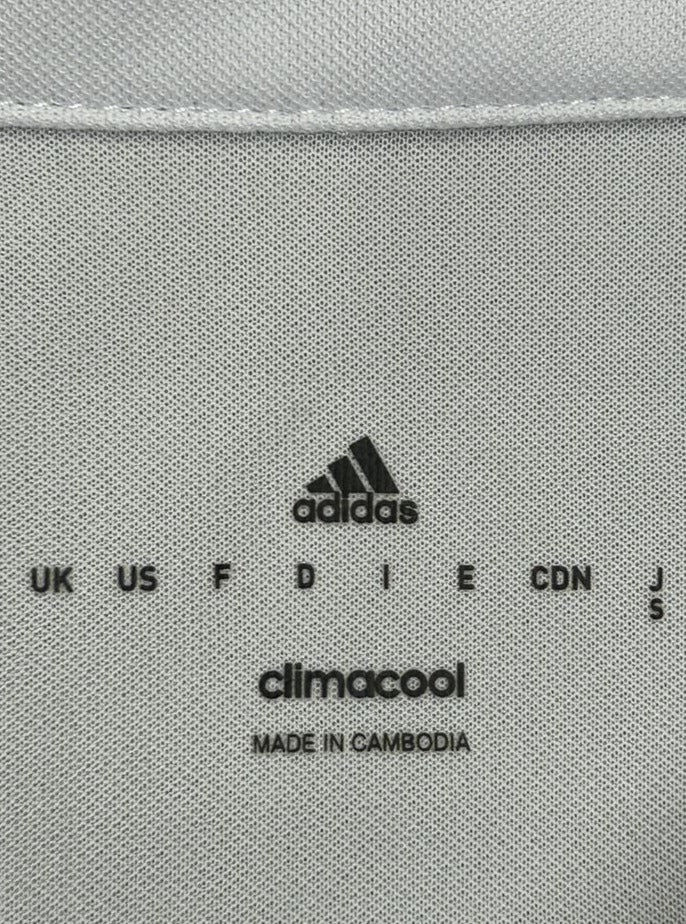 adidas
UK US F D I E CDN J
S
climacool
MADE IN CAMBODIA